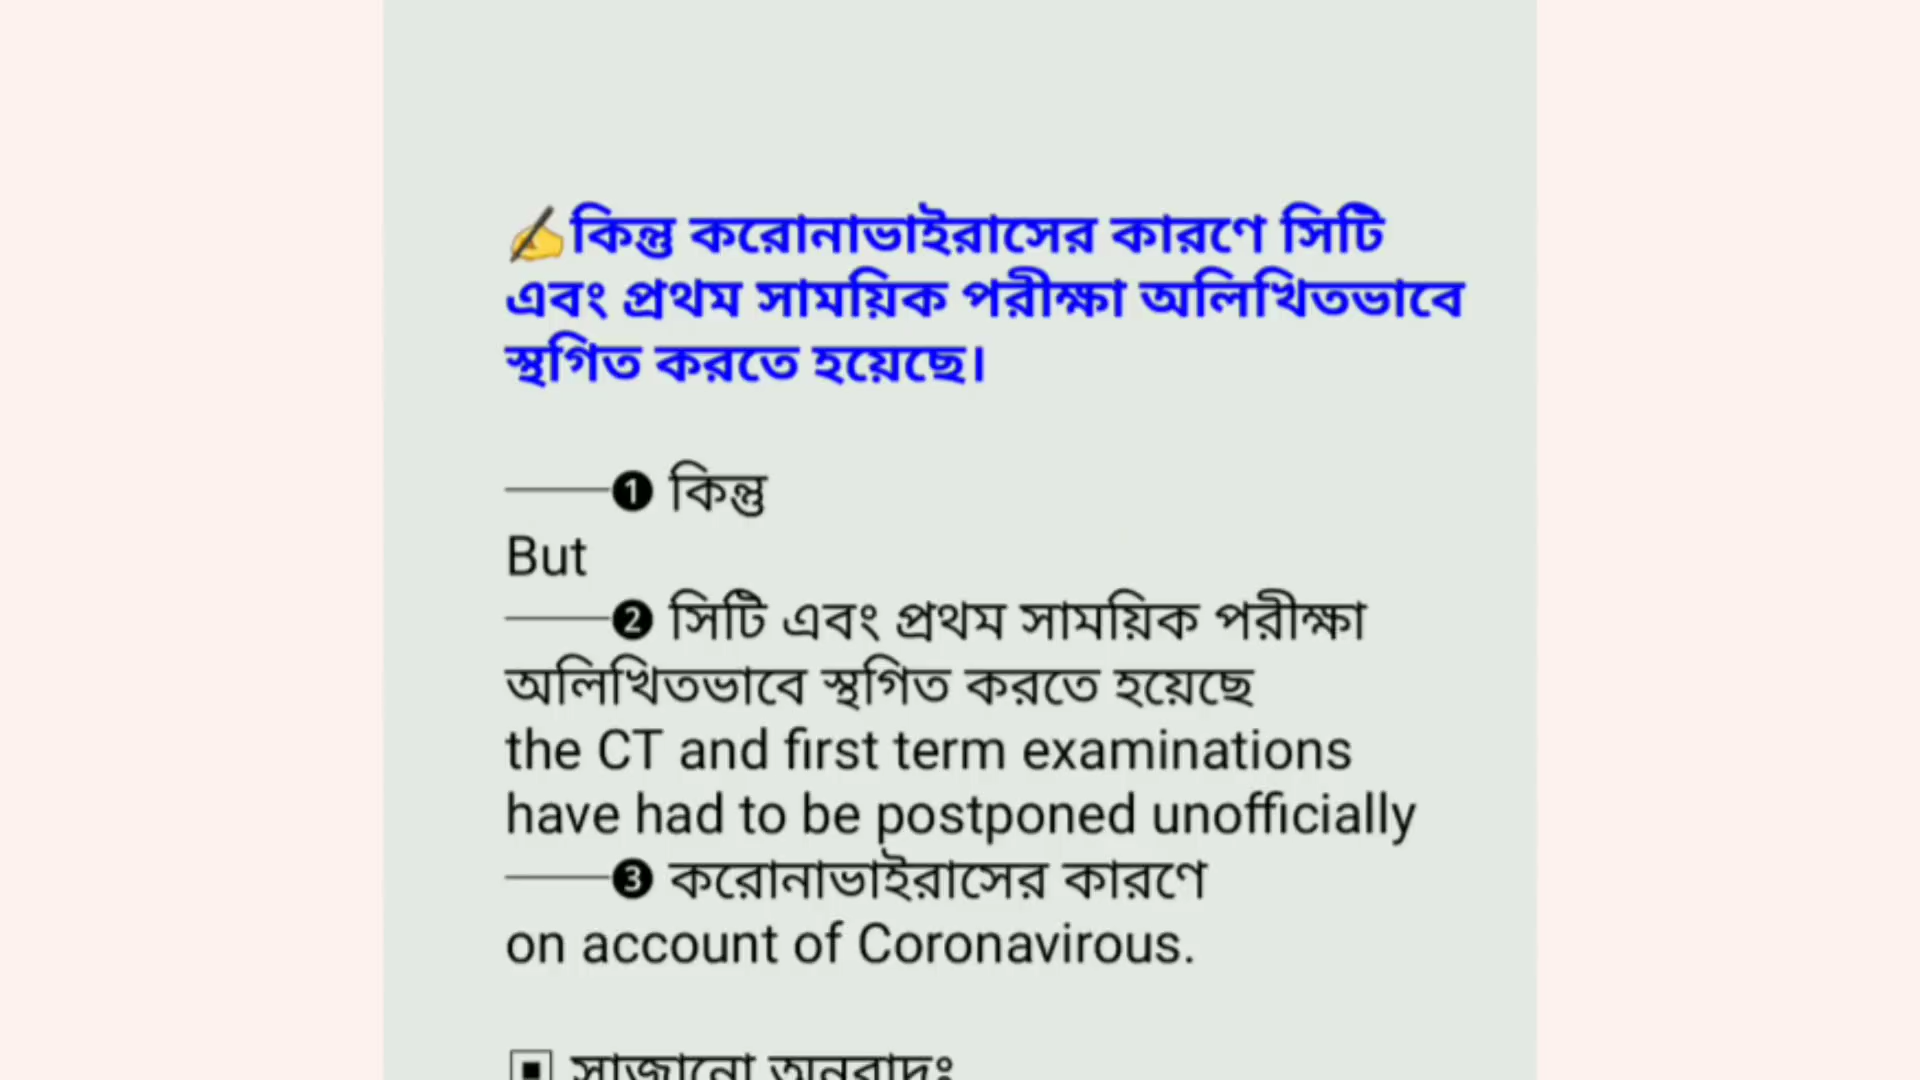 ✍️কিন্তু করোনাভাইরাসের কারণে সিটি
এবং প্রথম সাময়িক পরীক্ষা অলিখিতভাবে
স্থগিত করতে হয়েছে।
——❶ কিন্তু
But
——❷ সিটি এবং প্রথম সাময়িক পরীক্ষা
অলিখিতভাবে স্থগিত করতে হয়েছে
the CT and first term examinations
have had to be postponed unofficially
——❸ করোনাভাইরাসের কারণে
on account of Coronavirous.
▣ সাজানো অনুবাদঃ